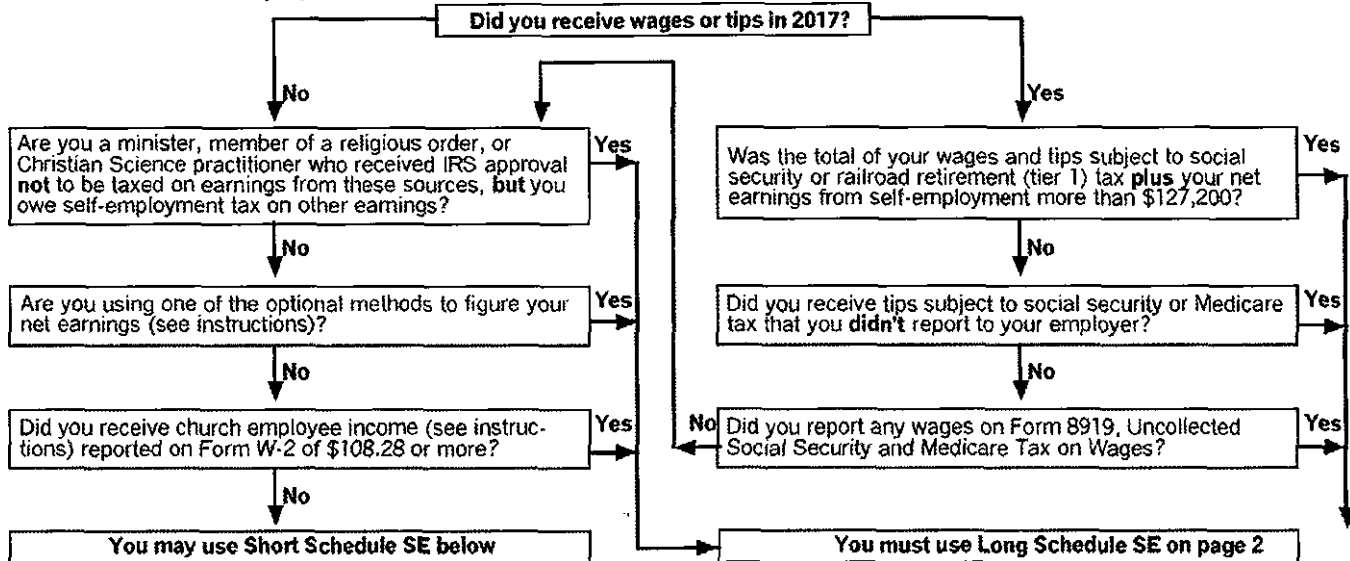 Did you receive wages or tips in 2017?
No
Yes
Are you a minister, member of a religious order, or
Christian Science practitioner who received IRS approval
not to be taxed on earnings from these sources, but you
owe self-employment tax on other earnings?
Yes
Was the total of your wages and tips subject to social
security or railroad retirement (tier 1) tax plus your net
earnings from self-employment more than $127,200?
Yes
No
No
Are you using one of the optional methods to figure your
net earnings (see instructions)?
Yes
Did you receive tips subject to social security or Medicare
tax that you didn't report to your employer?
Yes
No
No
Did you receive church employee income (see instruc-
tions) reported on Form W-2 of $108.28 or more?
Yes
No
Did you report any wages on Form 8919, Uncollected
Social Security and Medicare Tax on Wages?
Yes
No
You may use Short Schedule SE below
You must use Long Schedule SE on page 2